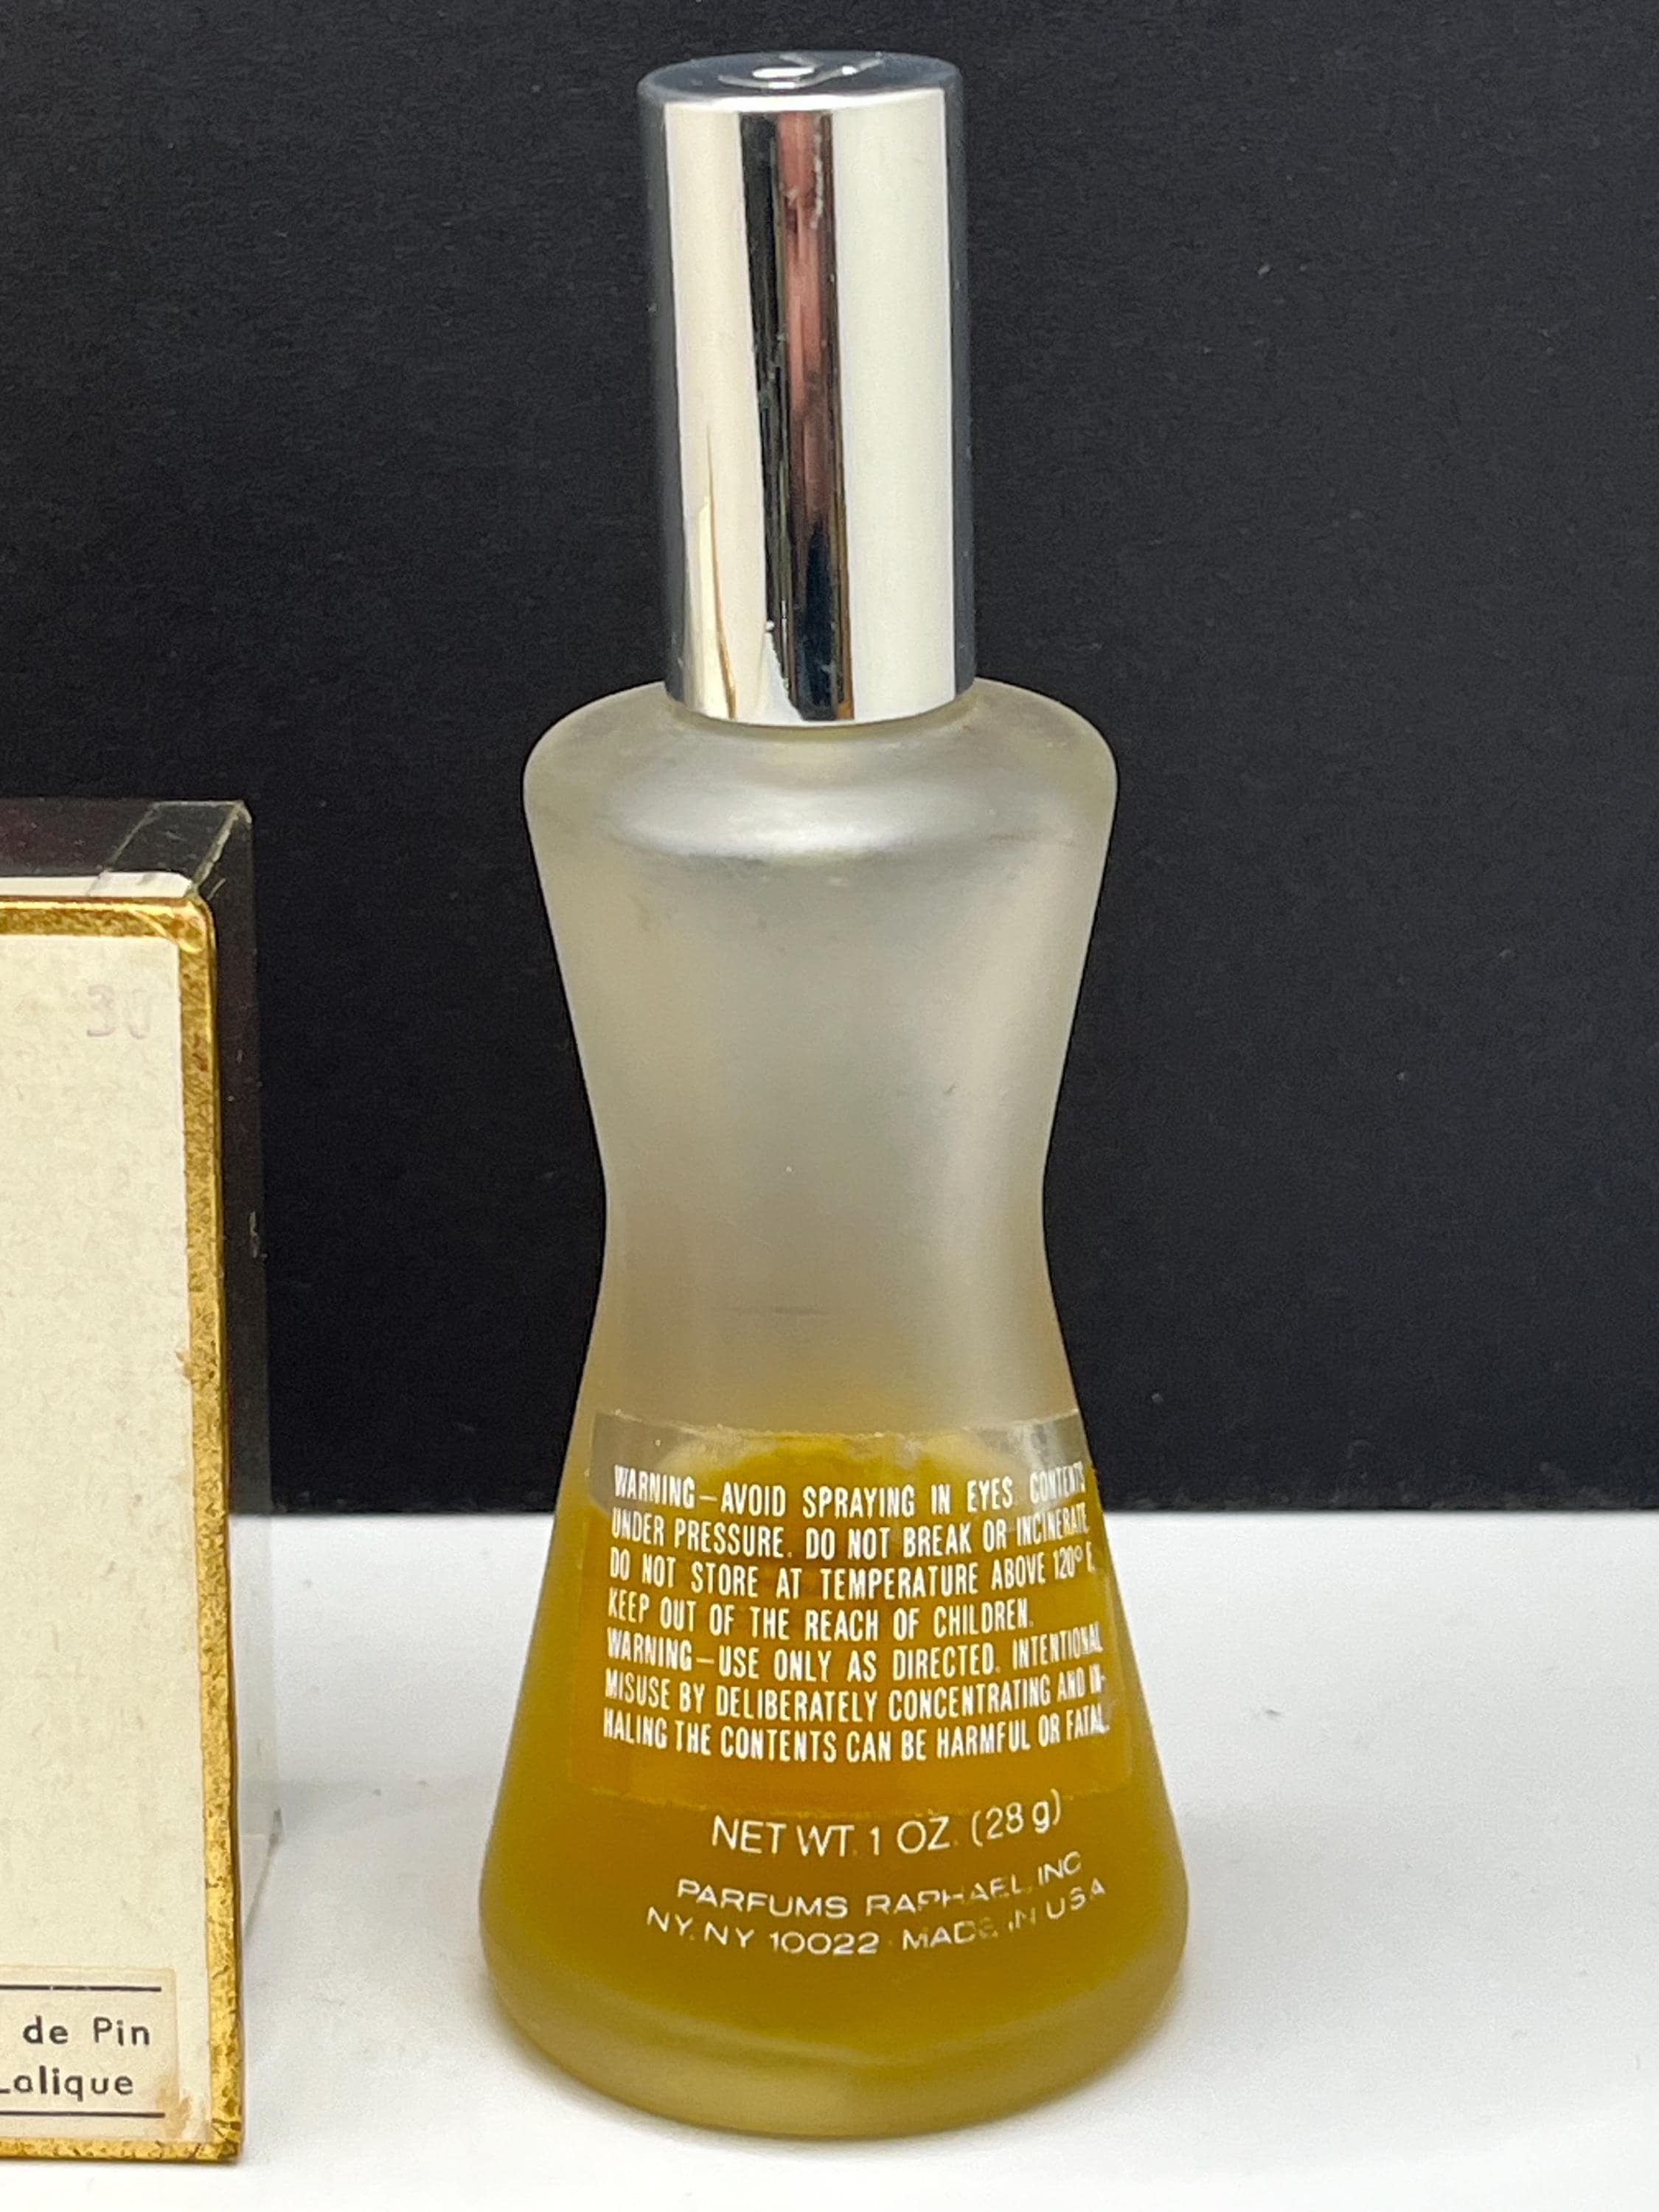 30
WARNING—AVOID SPRAYING IN EYES. CONTENTS
UNDER PRESSURE. DO NOT BREAK OR INCINERATE.
DO NOT STORE AT TEMPERATURE ABOVE 120° F.
KEEP OUT OF THE REACH OF CHILDREN.
WARNING—USE ONLY AS DIRECTED. INTENTIONAL
MISUSE BY DELIBERATELY CONCENTRATING AND IN-
HALING THE CONTENTS CAN BE HARMFUL OR FATAL.
NET WT. 1 OZ. (28 g)
PARFUMS RAPHAEL, INC
NY. NY 10022 MADE IN USA
de Pin
Lalique